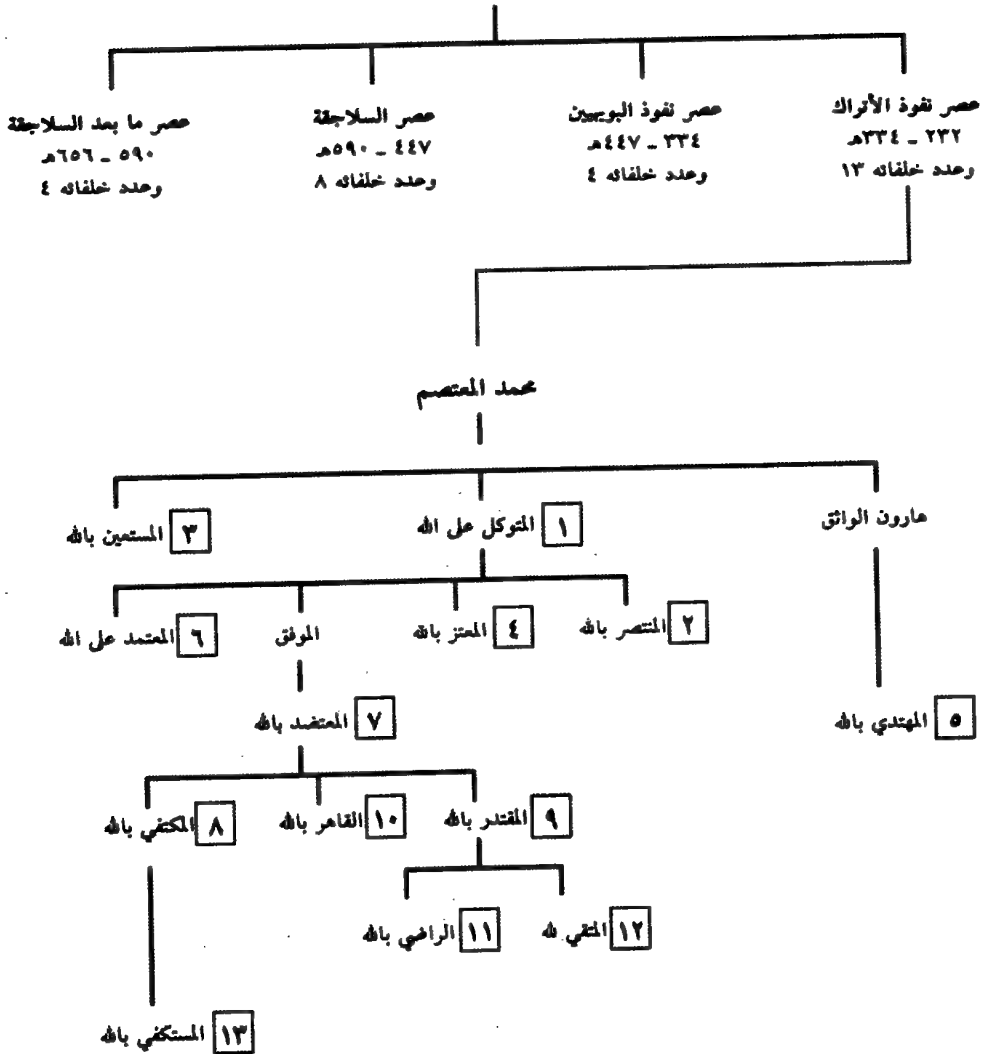 عصر نفوذ الأتراك
٢٣٢ ــ ٣٣٤هـ
وعدد خلفائه ١٣
عصر نفوذ البويهيين
٣٣٤ ــ ٤٤٧هـ
وعدد خلفائه ٤
عصر السلاجقة
٤٤٧ ــ ٥٩٠هـ
وعدد خلفائه ٨
عصر ما بعد السلاجقة
٥٩٠ ــ ٦٥٦هـ
وعدد خلفائه ٤
محمد المعتصم
هارون الواثق
١ المتوكل على الله
٣ المستعين بالله
٢ المنتصر بالله
٤ المعتز بالله
الموفق
٦ المعتمد على الله
٥ المهتدي بالله
٧ المعتضد بالله
٩ المقتدر بالله
١٠ القاهر بالله
٨ المكتفي بالله
١٢ المتقي لله
١١ الراضي بالله
١٣ المستكفي بالله